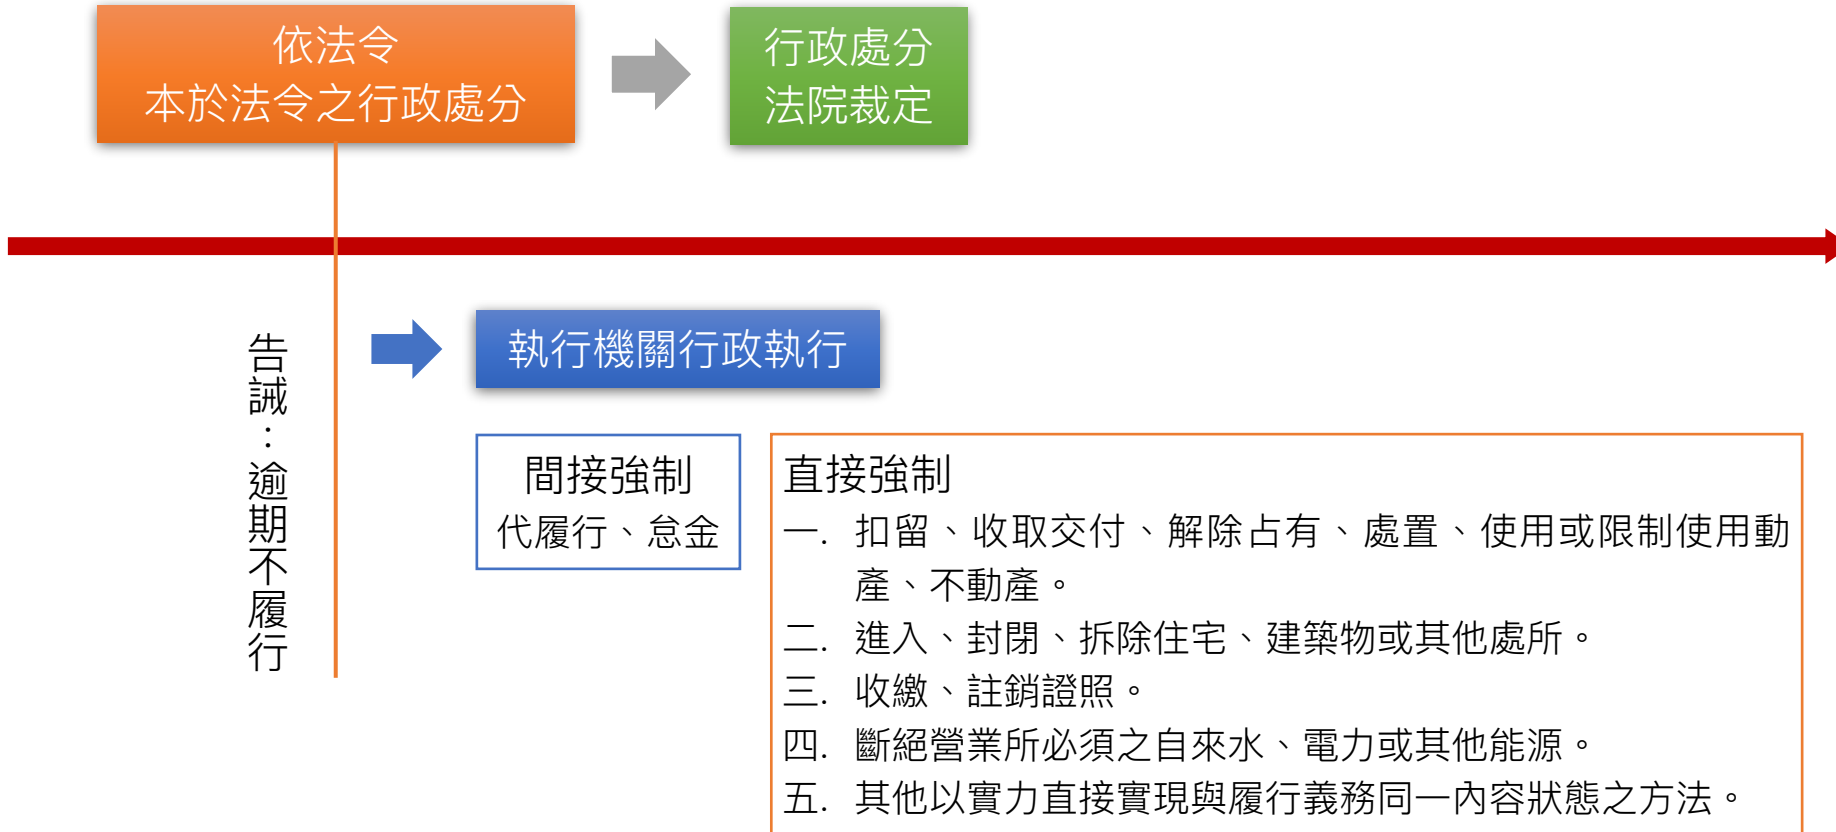 依法令
本於法令之行政處分
行政處分
法院裁定
告誡：逾期不履行
執行機關行政執行
間接強制
代履行、怠金
直接強制
一. 扣留、收取交付、解除占有、處置、使用或限制使用動
產、不動產。
二. 進入、封閉、拆除住宅、建築物或其他處所。
三. 收繳、註銷證照。
四. 斷絕營業所必須之自來水、電力或其他能源。
五. 其他以實力直接實現與履行義務同一內容狀態之方法。